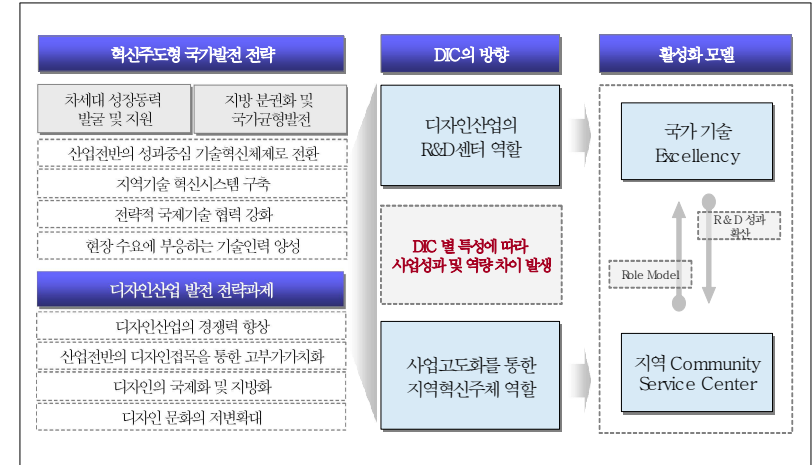 혁신주도형 국가발전 전략
차세대 성장동력
발굴 및 지원
지방 분권화 및
국가균형발전
산업전반의 성과중심 기술혁신체제로 전환
지역기술 혁신시스템 구축
전략적 국제기술 협력 강화
현장 수요에 부응하는 기술인력 양성
디자인산업 발전 전략과제
디자인산업의 경쟁력 향상
산업전반의 디자인접목을 통한 고부가가치화
디자인의 국제화 및 지방화
디자인 문화의 저변확대
DIC의 방향
디자인산업의
R&D센터 역할
DIC 별 특성에 따라
사업성과 및 역량 차이 발생
사업고도화를 통한
지역혁신주체 역할
활성화 모델
국가 기술
Excellency
R & D 성과
확산
Role Model
지역 Community
Service Center